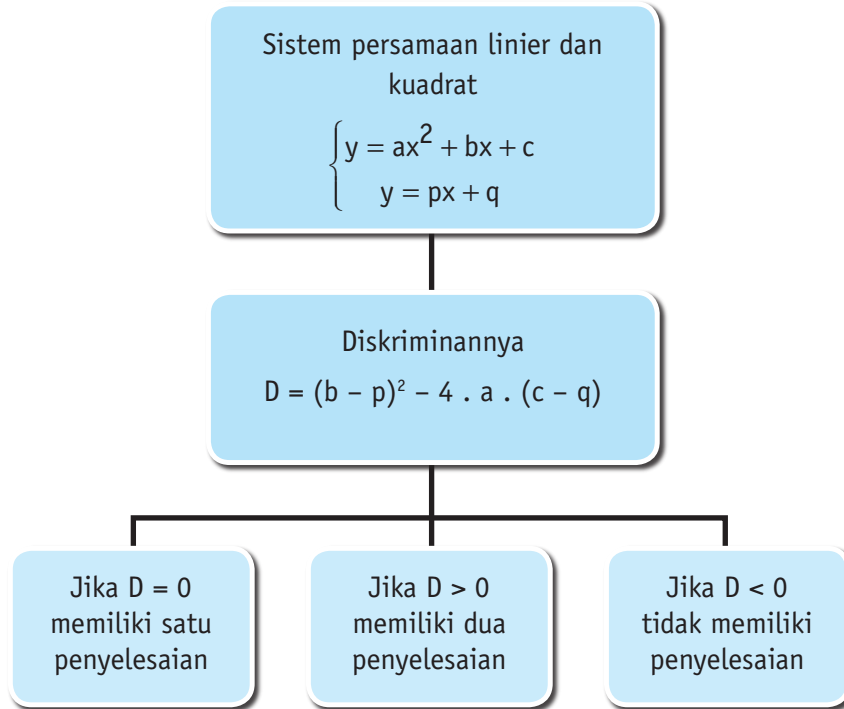 Sistem persamaan linier dan
kuadrat
y = ax² + bx + c
y = px + q
Diskriminannya
D = (b – p)² – 4 . a . (c – q)
Jika D = 0
memiliki satu
penyelesaian
Jika D > 0
memiliki dua
penyelesaian
Jika D < 0
tidak memiliki
penyelesaian